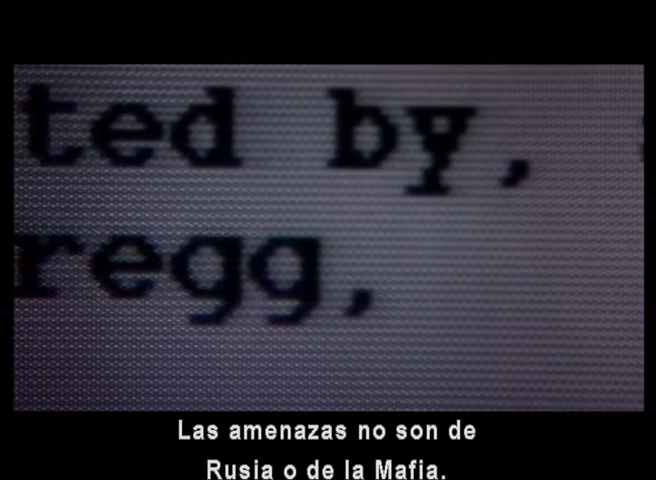 ted by,
regg,
Las amenazas no son de
Rusia o de la Mafia.